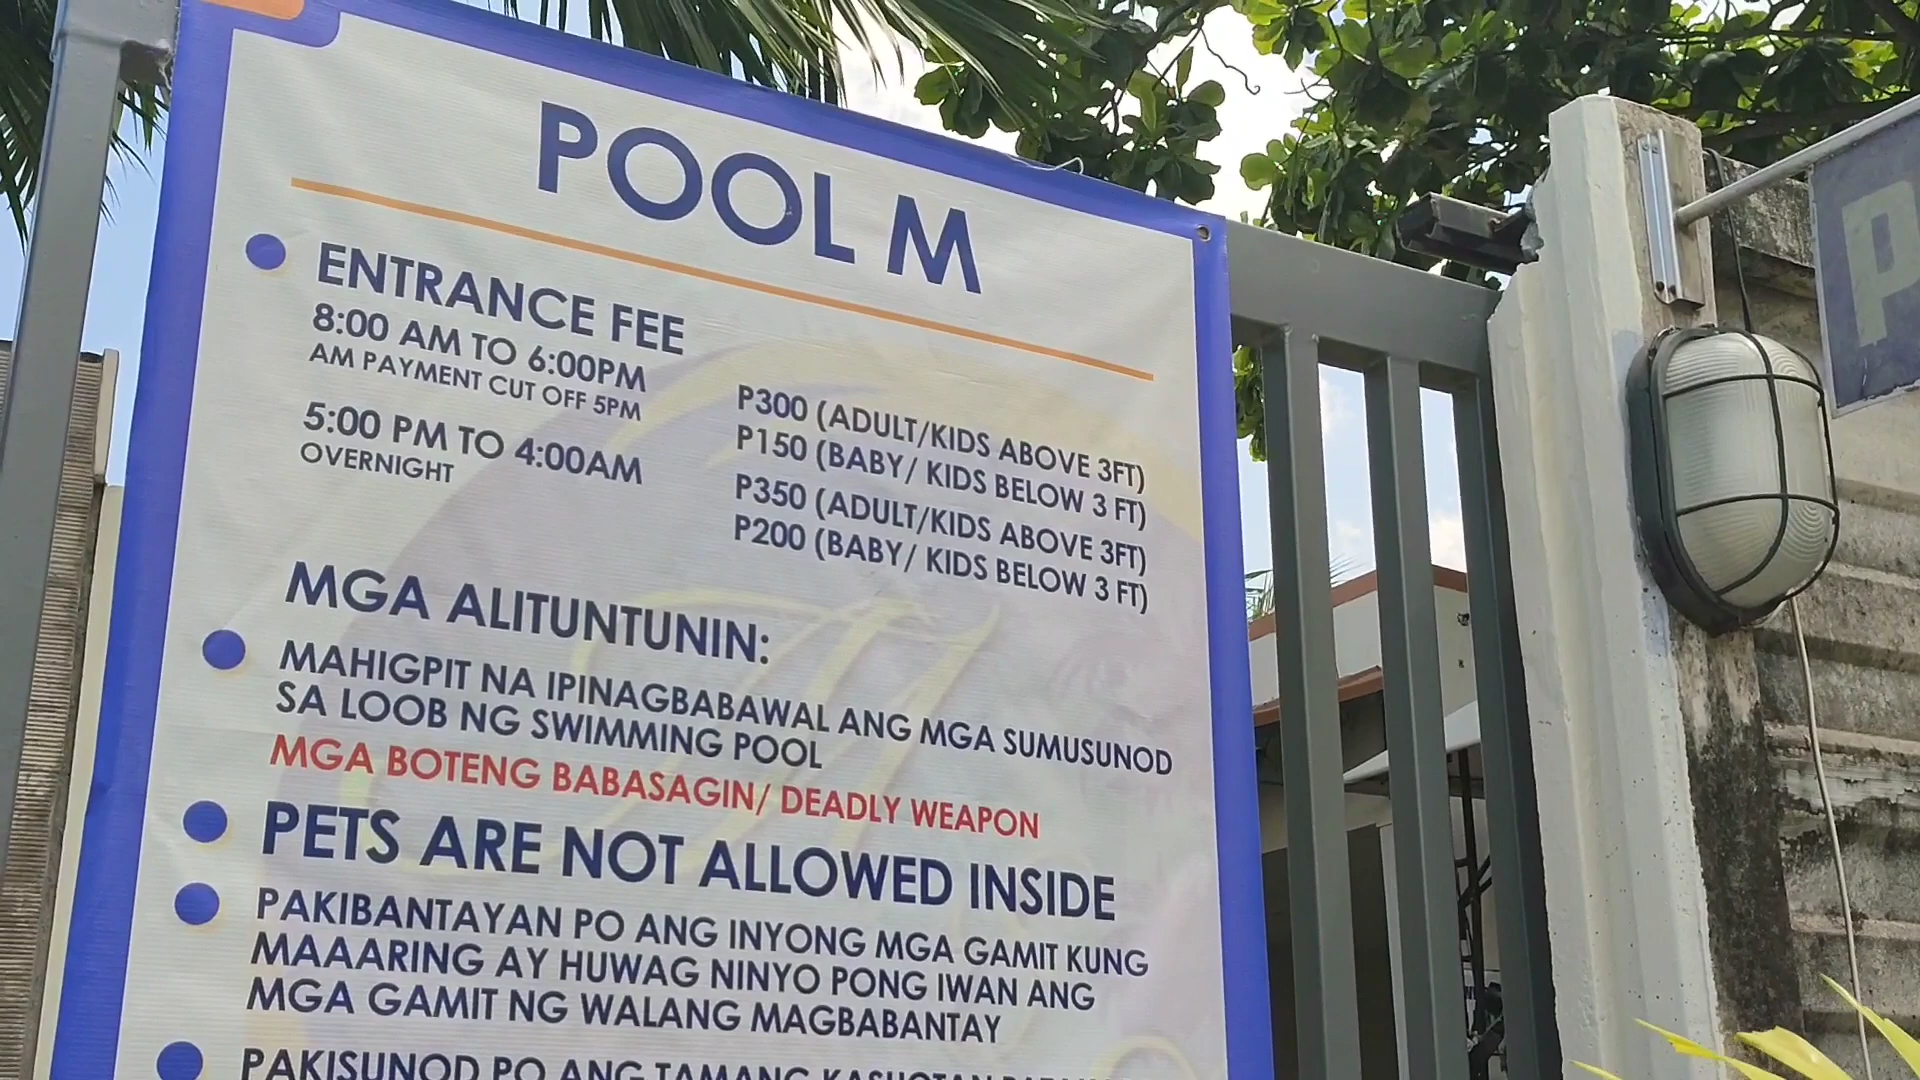 POOL M
ENTRANCE FEE
8:00 AM TO 6:00PM
AM PAYMENT CUT OFF 5PM
P300 (ADULT/KIDS ABOVE 3FT)
P150 (BABY/ KIDS BELOW 3 FT)
5:00 PM TO 4:00AM
OVERNIGHT
P350 (ADULT/KIDS ABOVE 3FT)
P200 (BABY/ KIDS BELOW 3 FT)
MGA ALITUNTUNIN:
MAHIGPIT NA IPINAGBABAWAL ANG MGA SUMUSUNOD
SA LOOB NG SWIMMING POOL
MGA BOTENG BABASAGIN/ DEADLY WEAPON
PETS ARE NOT ALLOWED INSIDE
PAKIBANTAYAN PO ANG INYONG MGA GAMIT KUNG
MAAARING AY HUWAG NINYO PONG IWAN ANG
MGA GAMIT NG WALANG MAGBABANTAY
PAKISUNOD PO ANG TAMANG KASUOTAN
P